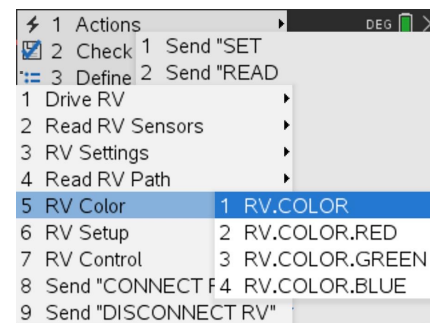 1 Actions
DEG
2 Check
1 Send "SET
3 Define
2 Send "READ
1 Drive RV
2 Read RV Sensors
3 RV Settings
4 Read RV Path
5 RV Color
1 RV.COLOR
6 RV Setup
2 RV.COLOR.RED
7 RV Control
3 RV.COLOR.GREEN
8 Send "CONNECT
4 RV.COLOR.BLUE
9 Send "DISCONNECT RV"